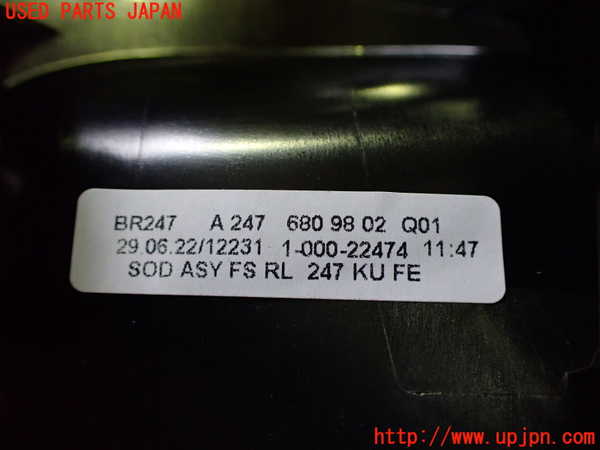 USED PARTS JAPAN
BR247 A 247 680 98 02 Q01
29.06.22/12231 1-000-22474 11:47
SOD ASY FS RL 247 KU FE
http://www.upjpn.com/